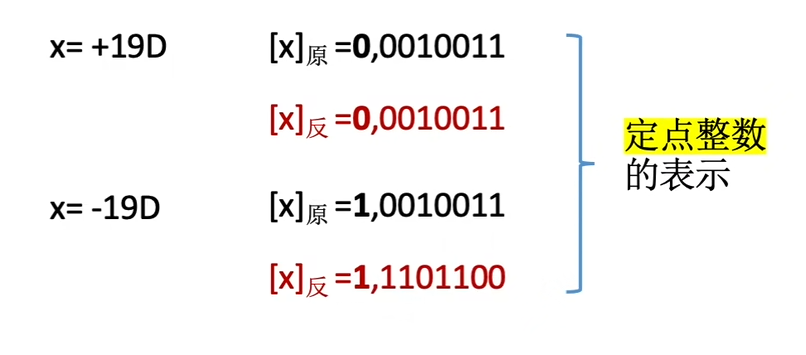 x= +19D [x]原 =0,0010011
[x]反 =0,0010011
定点整数
的表示
x= -19D [x]原 =1,0010011
[x]反 =1,1101100